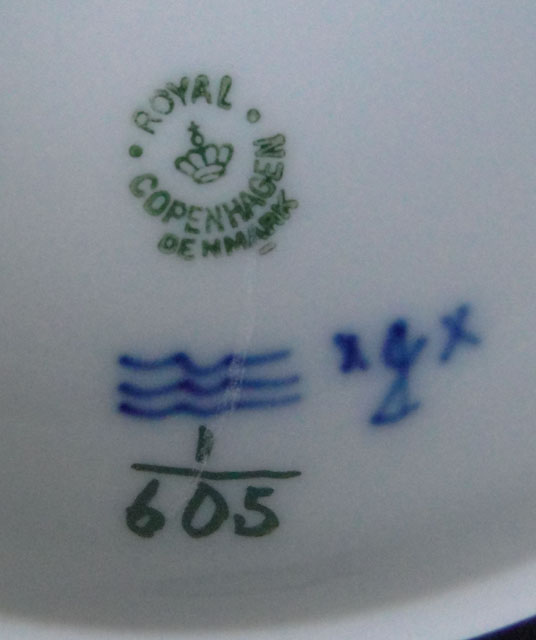 ROYAL
COPENHAGEN
DENMARK
1
605